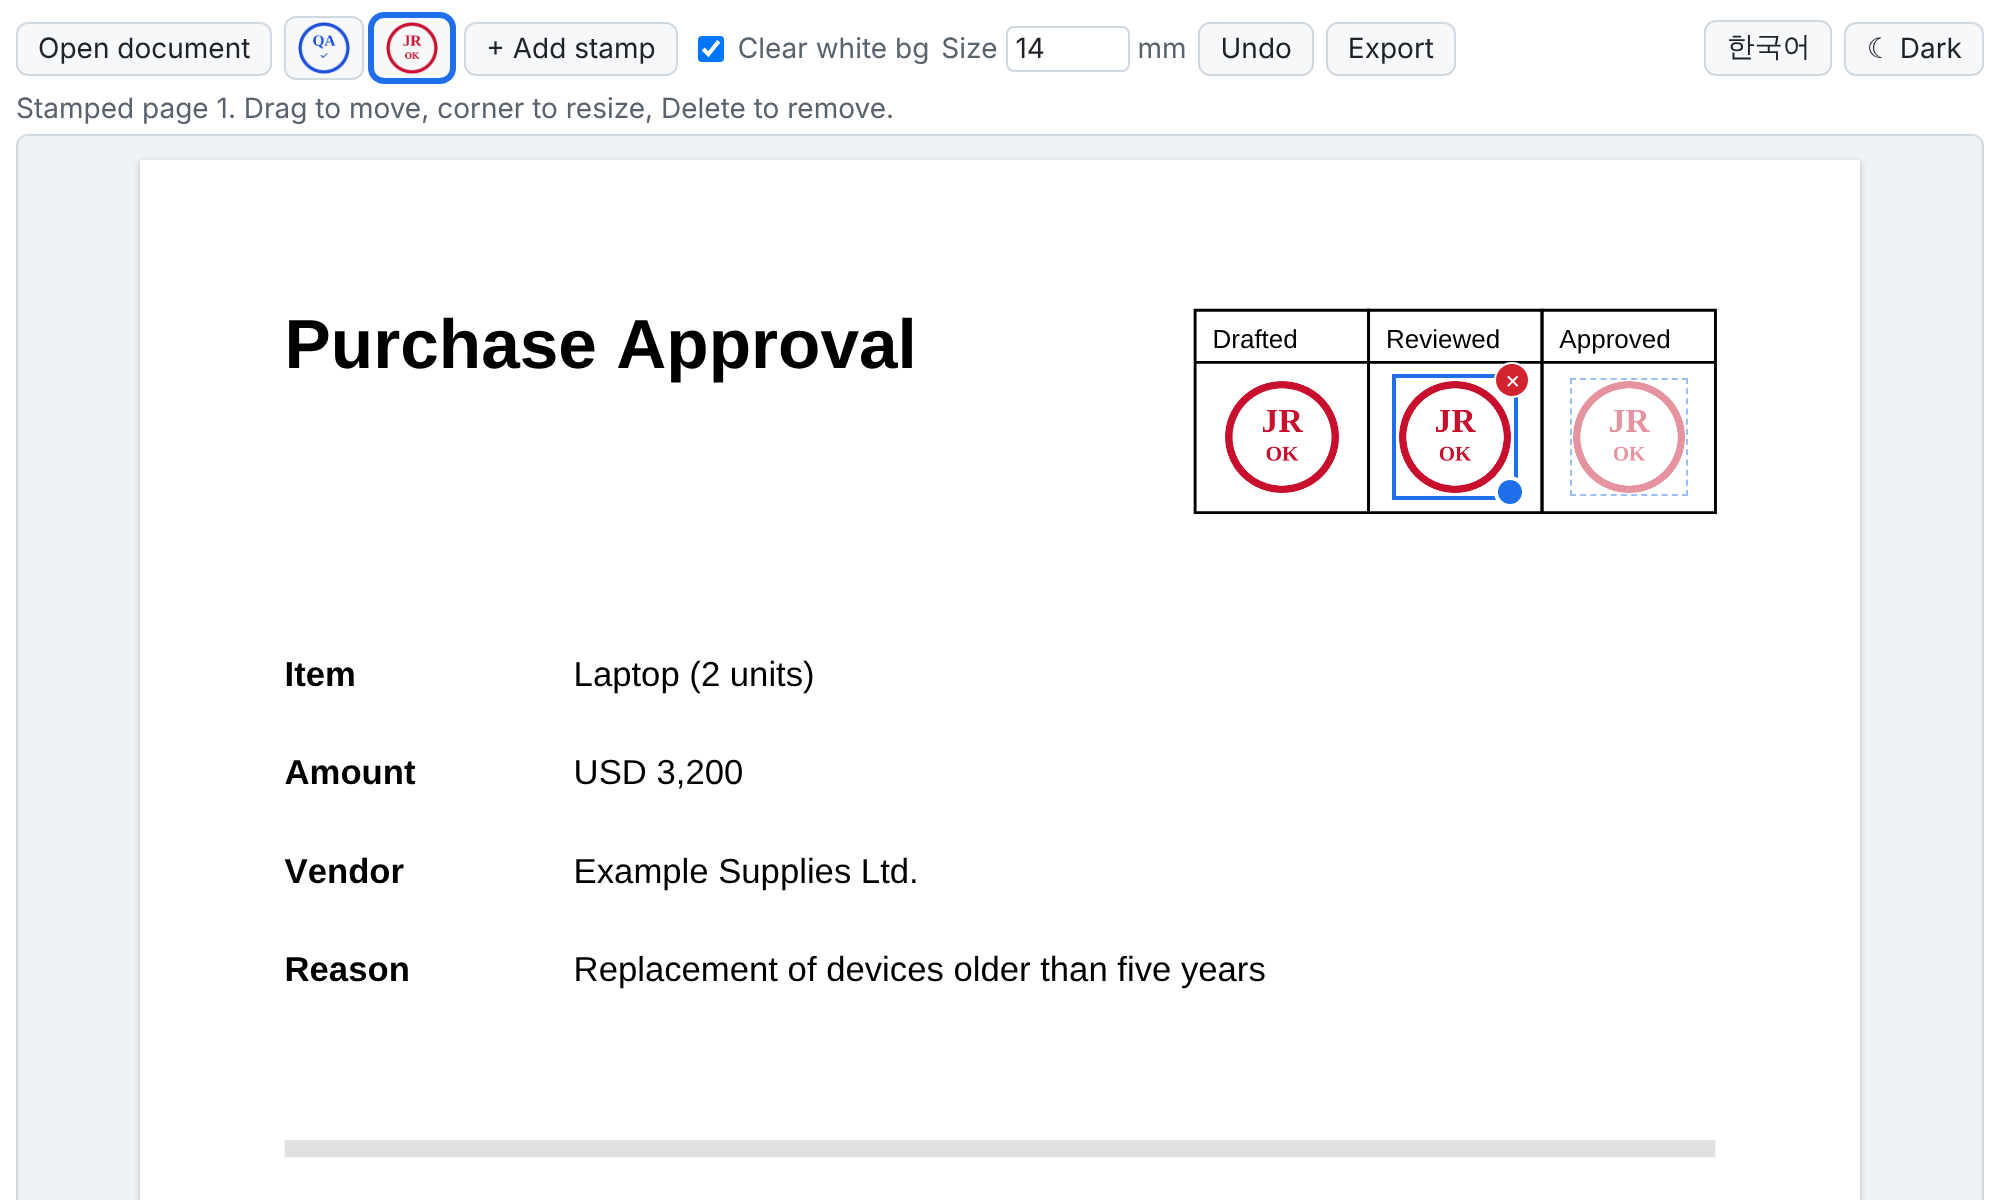 Open document QA JR OK + Add stamp Clear white bg Size 14 mm Undo Export 한국어 ☾ Dark
Stamped page 1. Drag to move, corner to resize, Delete to remove.
Purchase Approval
Drafted Reviewed Approved
JR JR JR
OK OK OK
Item Laptop (2 units)
Amount USD 3,200
Vendor Example Supplies Ltd.
Reason Replacement of devices older than five years